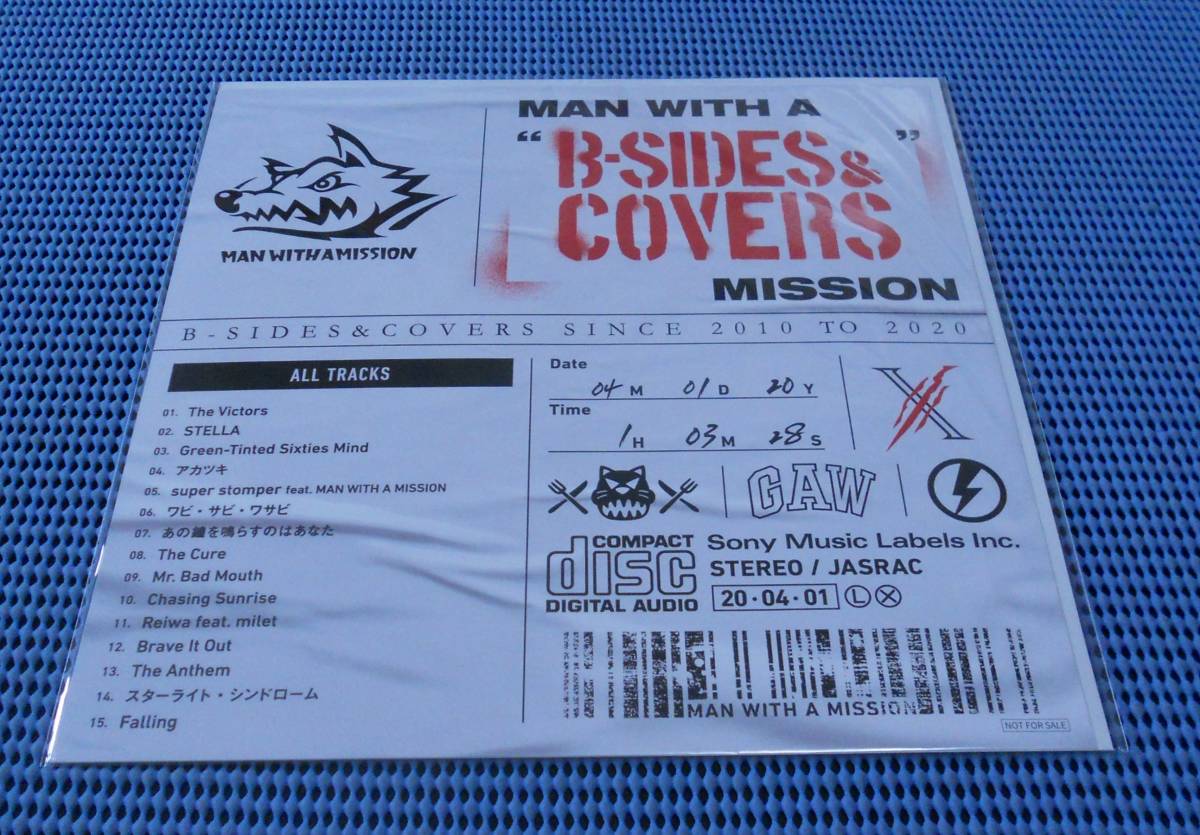 MAN WITH A MISSION
MAN WITH A
“B-SIDES&
COVERS”
MISSION
B-SIDES&COVERS SINCE 2010 TO 2020
ALL TRACKS
01. The Victors
02. STELLA
03. Green-Tinted Sixties Mind
04. アカツキ
05. super stomper feat. MAN WITH A MISSION
06. ワビ・サビ・ワサビ
07. あの鐘を鳴らすのはあなた
08. The Cure
09. Mr. Bad Mouth
10. Chasing Sunrise
11. Reiwa feat. milet
12. Brave It Out
13. The Anthem
14. スターライト・シンドローム
15. Falling
Date
04 M 01 D 20 Y
Time
1 H 03 M 28 S
X
GAW
COMPACT
disc
DIGITAL AUDIO
Sony Music Labels Inc.
STEREO / JASRAC
20・04・01 L X
MAN WITH A MISSION
NOT FOR SALE